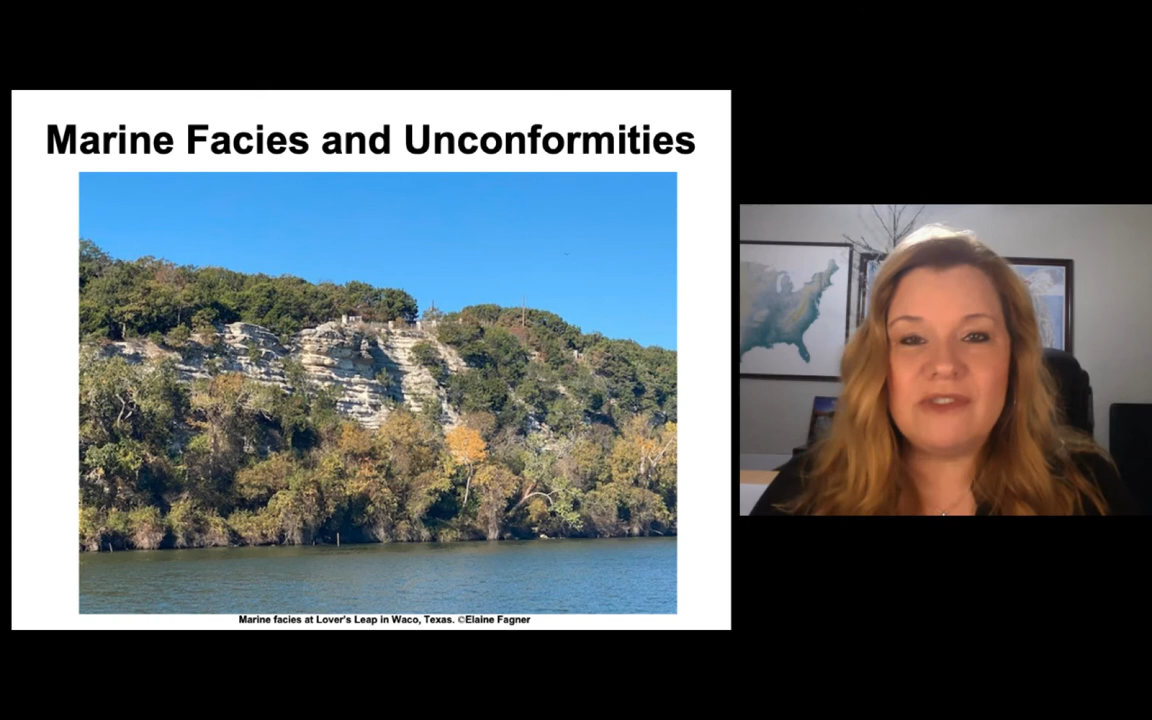 Marine Facies and Unconformities
Marine facies at Lover's Leap in Waco, Texas. ©Elaine Fagner